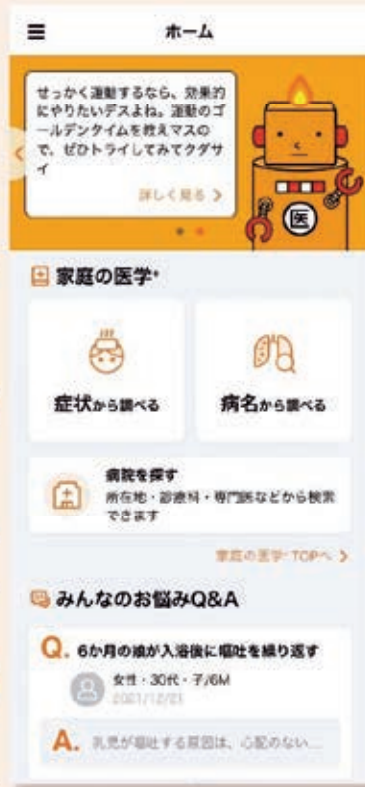 ホーム
せっかく運動するなら、効果的
にやりたいデスよね。運動のゴ
ールデンタイムを教えマスの
で、ぜひトライしてみてクダサ
イ
詳しく見る
医
家庭の医学+
症状から調べる
病名から調べる
病院を探す
所在地・診療科・専門医などから検索
できます
家庭の医学+ TOPへ
みんなのお悩みQ&A
Q. 6か月の娘が入浴後に嘔吐を繰り返す
女性・30代・子/6M
2021/12/21
A. 乳児が嘔吐する原因は、心配のない...